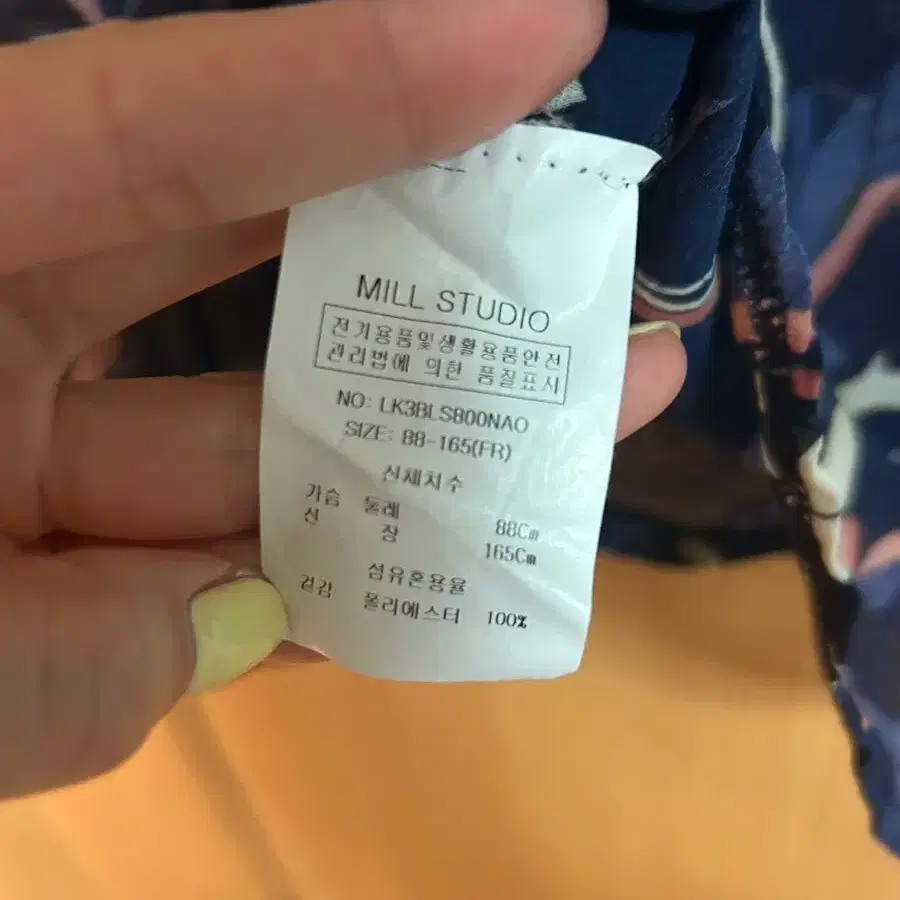 MILL STUDIO
전기용품및생활용품안전
관리법에 의한 품질표시
NO: LK3BLS800NAO
SIZE: 88-165(FR)
신체치수
가슴 둘레 88Cm
신 장 165Cm
섬유혼용율
겉감 폴리에스터 100%